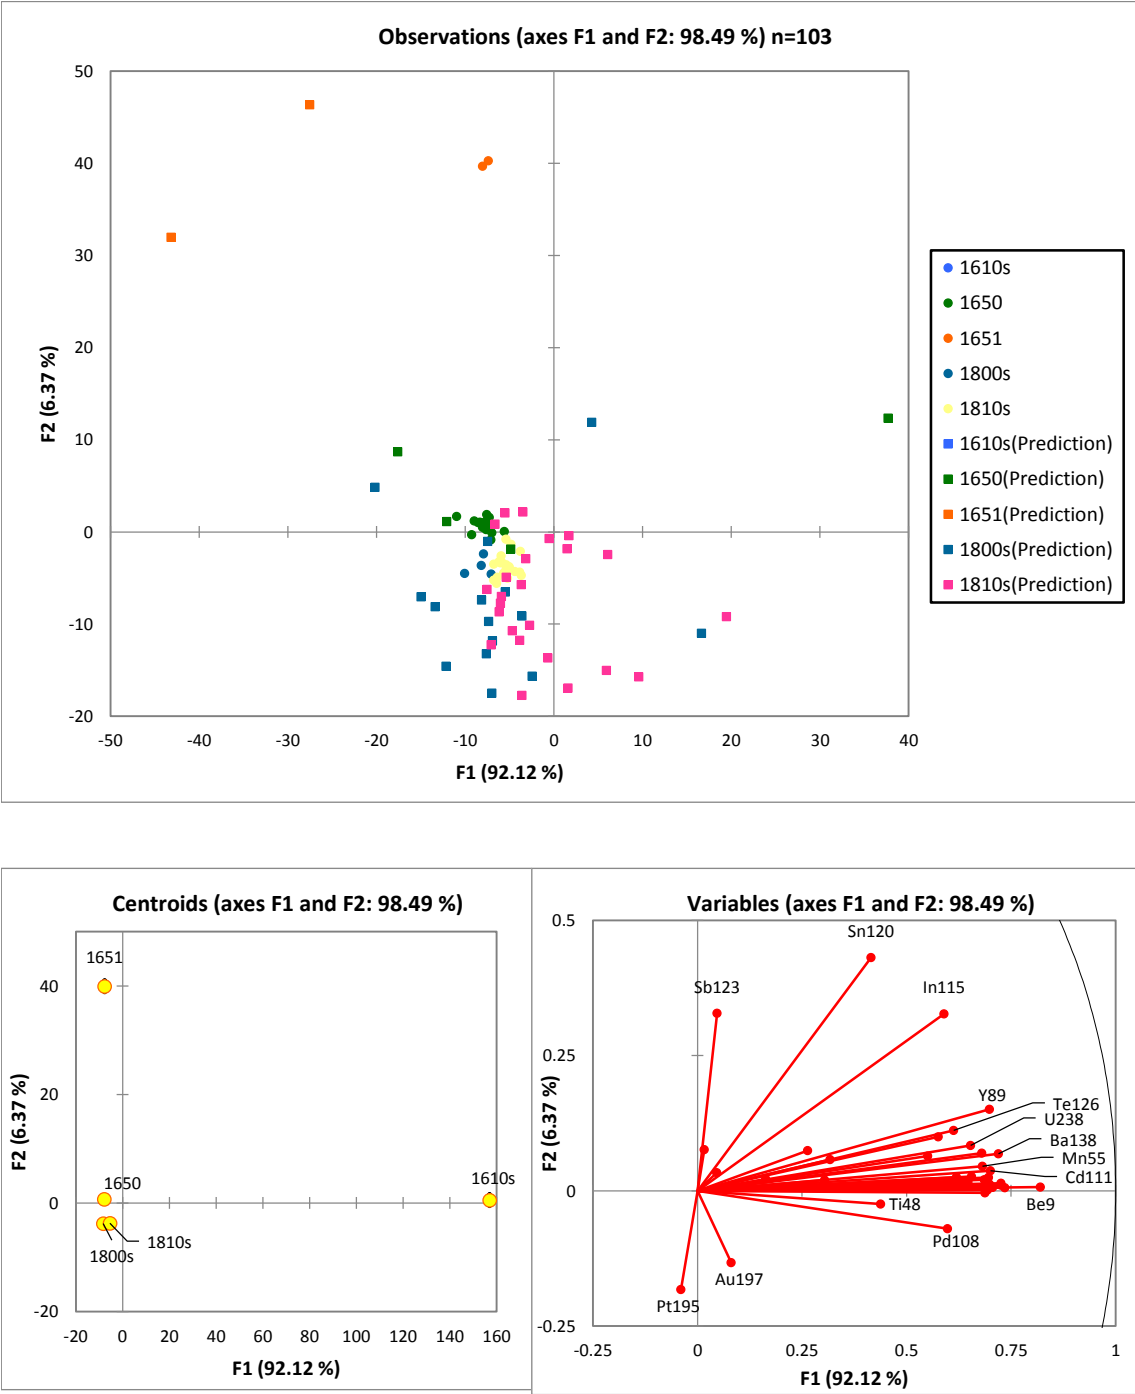 Observations (axes F1 and F2: 98.49 %) n=103
50
40
30
20
10
0
-10
-20
F2 (6.37 %)
-50 -40 -30 -20 -10 0 10 20 30 40
F1 (92.12 %)
1610s
1650
1651
1800s
1810s
1610s(Prediction)
1650(Prediction)
1651(Prediction)
1800s(Prediction)
1810s(Prediction)
Centroids (axes F1 and F2: 98.49 %)
1651
40
20
1650
1610s
0
1810s
1800s
-20
F2 (6.37 %)
-20 0 20 40 60 80 100 120 140 160
F1 (92.12 %)
Variables (axes F1 and F2: 98.49 %)
0.5
Sn120
Sb123
In115
0.25
Y89
Te126
U238
Ba138
Mn55
Cd111
0
Ti48
Be9
Pd108
Au197
Pt195
-0.25
F2 (6.37 %)
-0.25 0 0.25 0.5 0.75 1
F1 (92.12 %)